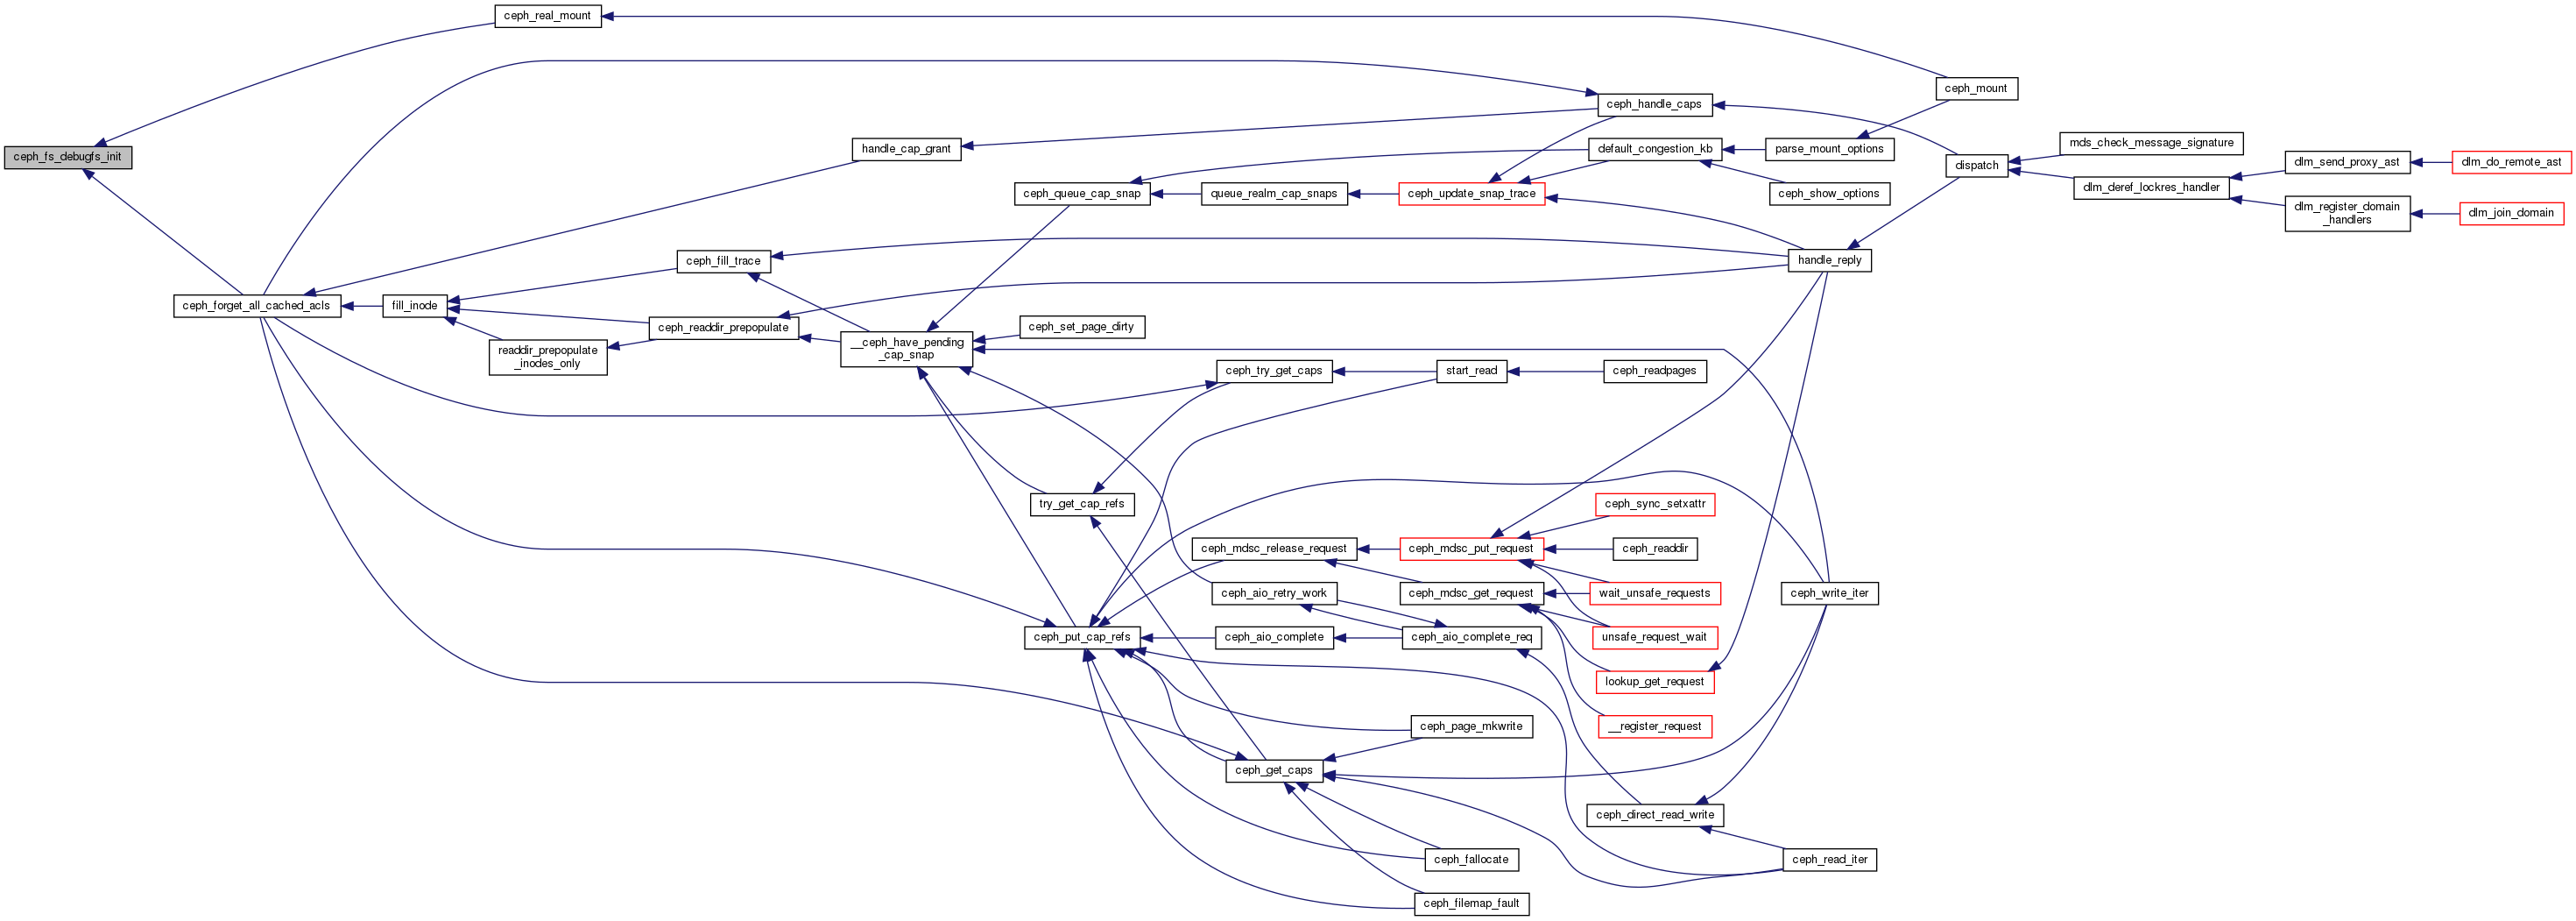 ceph_real_mount
ceph_mount
ceph_handle_caps
mds_check_message_signature
handle_cap_grant
default_congestion_kb
parse_mount_options
ceph_fs_debugfs_init
dispatch
dlm_send_proxy_ast
dlm_do_remote_ast
dlm_deref_lockres_handler
ceph_queue_cap_snap
queue_realm_cap_snaps
ceph_update_snap_trace
ceph_show_options
dlm_register_domain
_handlers
dlm_join_domain
ceph_fill_trace
handle_reply
ceph_forget_all_cached_acls
fill_inode
ceph_readdir_prepopulate
ceph_set_page_dirty
readdir_prepopulate
_inodes_only
__ceph_have_pending
_cap_snap
ceph_try_get_caps
start_read
ceph_readpages
try_get_cap_refs
ceph_sync_setxattr
ceph_mdsc_release_request
ceph_mdsc_put_request
ceph_readdir
ceph_aio_retry_work
ceph_mdsc_get_request
wait_unsafe_requests
ceph_write_iter
ceph_put_cap_refs
ceph_aio_complete
ceph_aio_complete_req
unsafe_request_wait
lookup_get_request
ceph_page_mkwrite
__register_request
ceph_get_caps
ceph_direct_read_write
ceph_fallocate
ceph_read_iter
ceph_filemap_fault